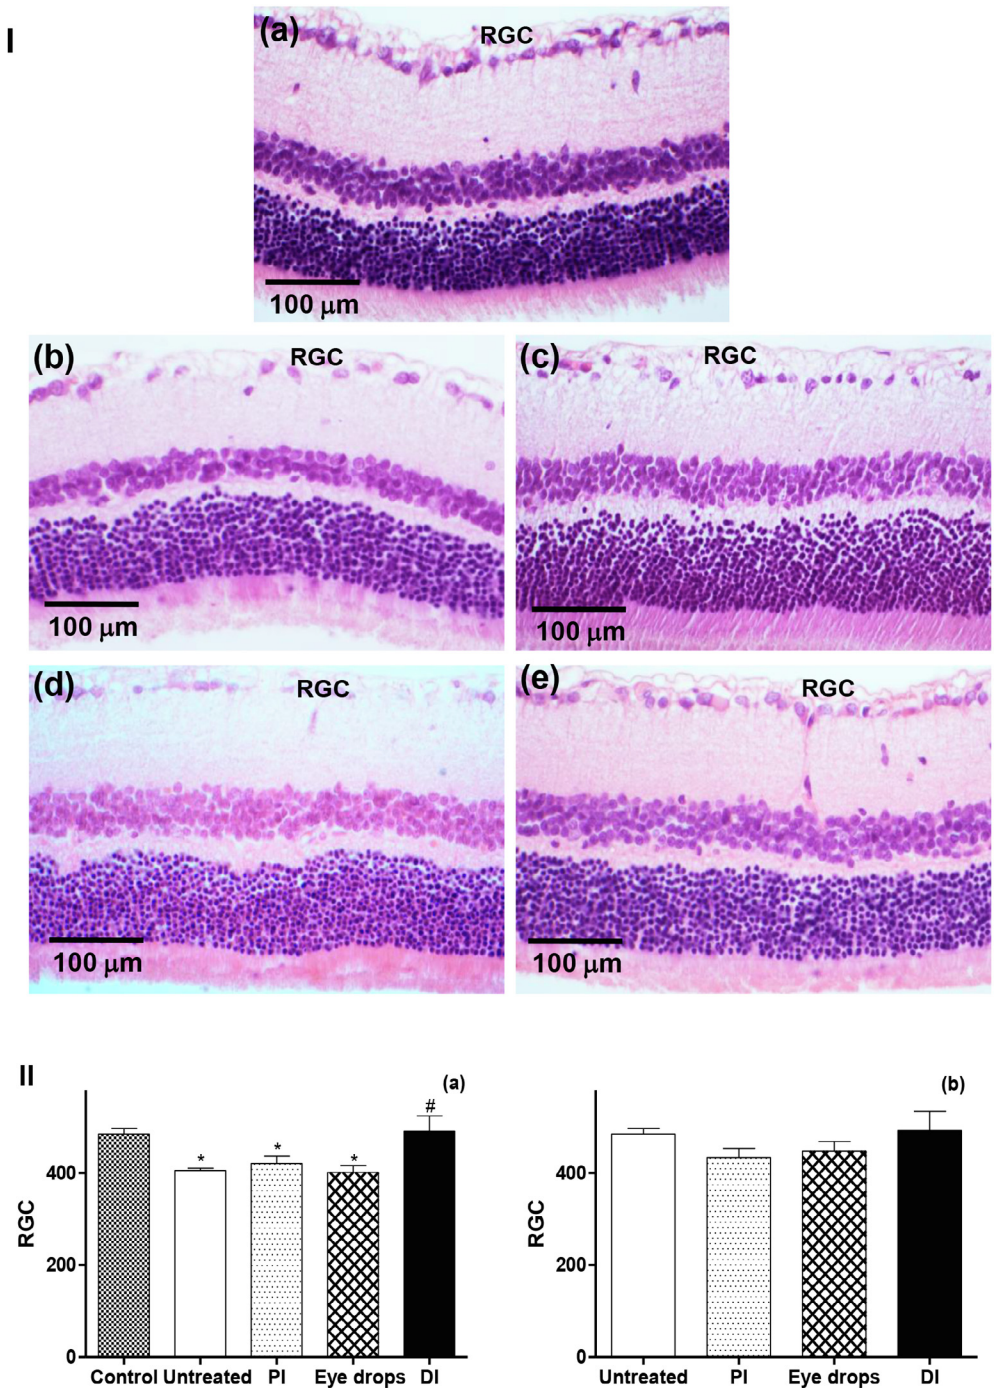 I
(a)
RGC
100 μm
(b)
RGC
100 μm
(c)
RGC
100 μm
(d)
RGC
100 μm
(e)
RGC
100 μm
II
(a)
RGC
400
200
0
*
*
*
#
Control Untreated PI Eye drops DI
(b)
RGC
400
200
0
Untreated PI Eye drops DI